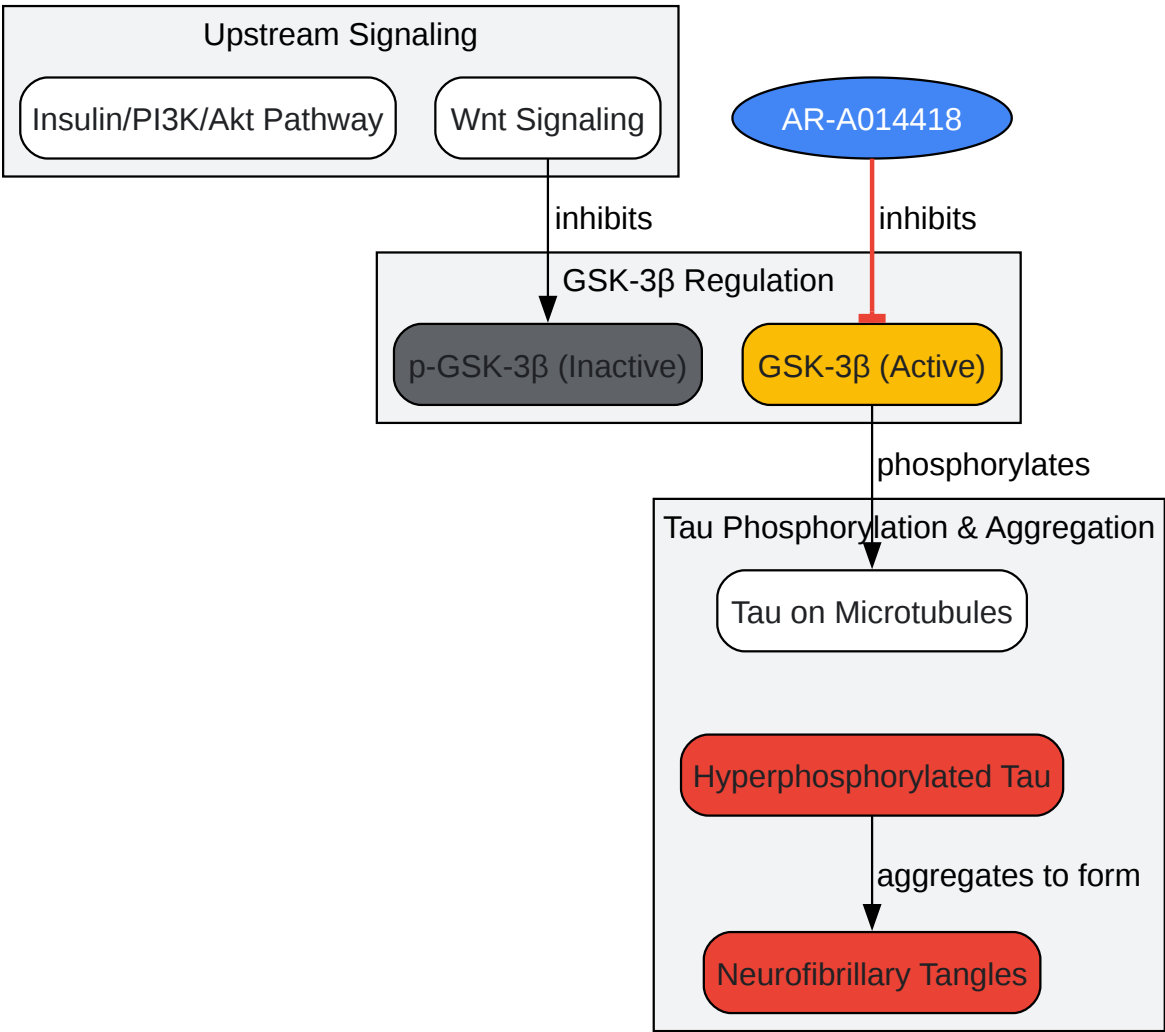 Upstream Signaling
Insulin/PI3K/Akt Pathway
Wnt Signaling
AR-A014418
inhibits
inhibits
GSK-3β Regulation
p-GSK-3β (Inactive)
GSK-3β (Active)
phosphorylates
Tau Phosphorylation & Aggregation
Tau on Microtubules
Hyperphosphorylated Tau
aggregates to form
Neurofibrillary Tangles